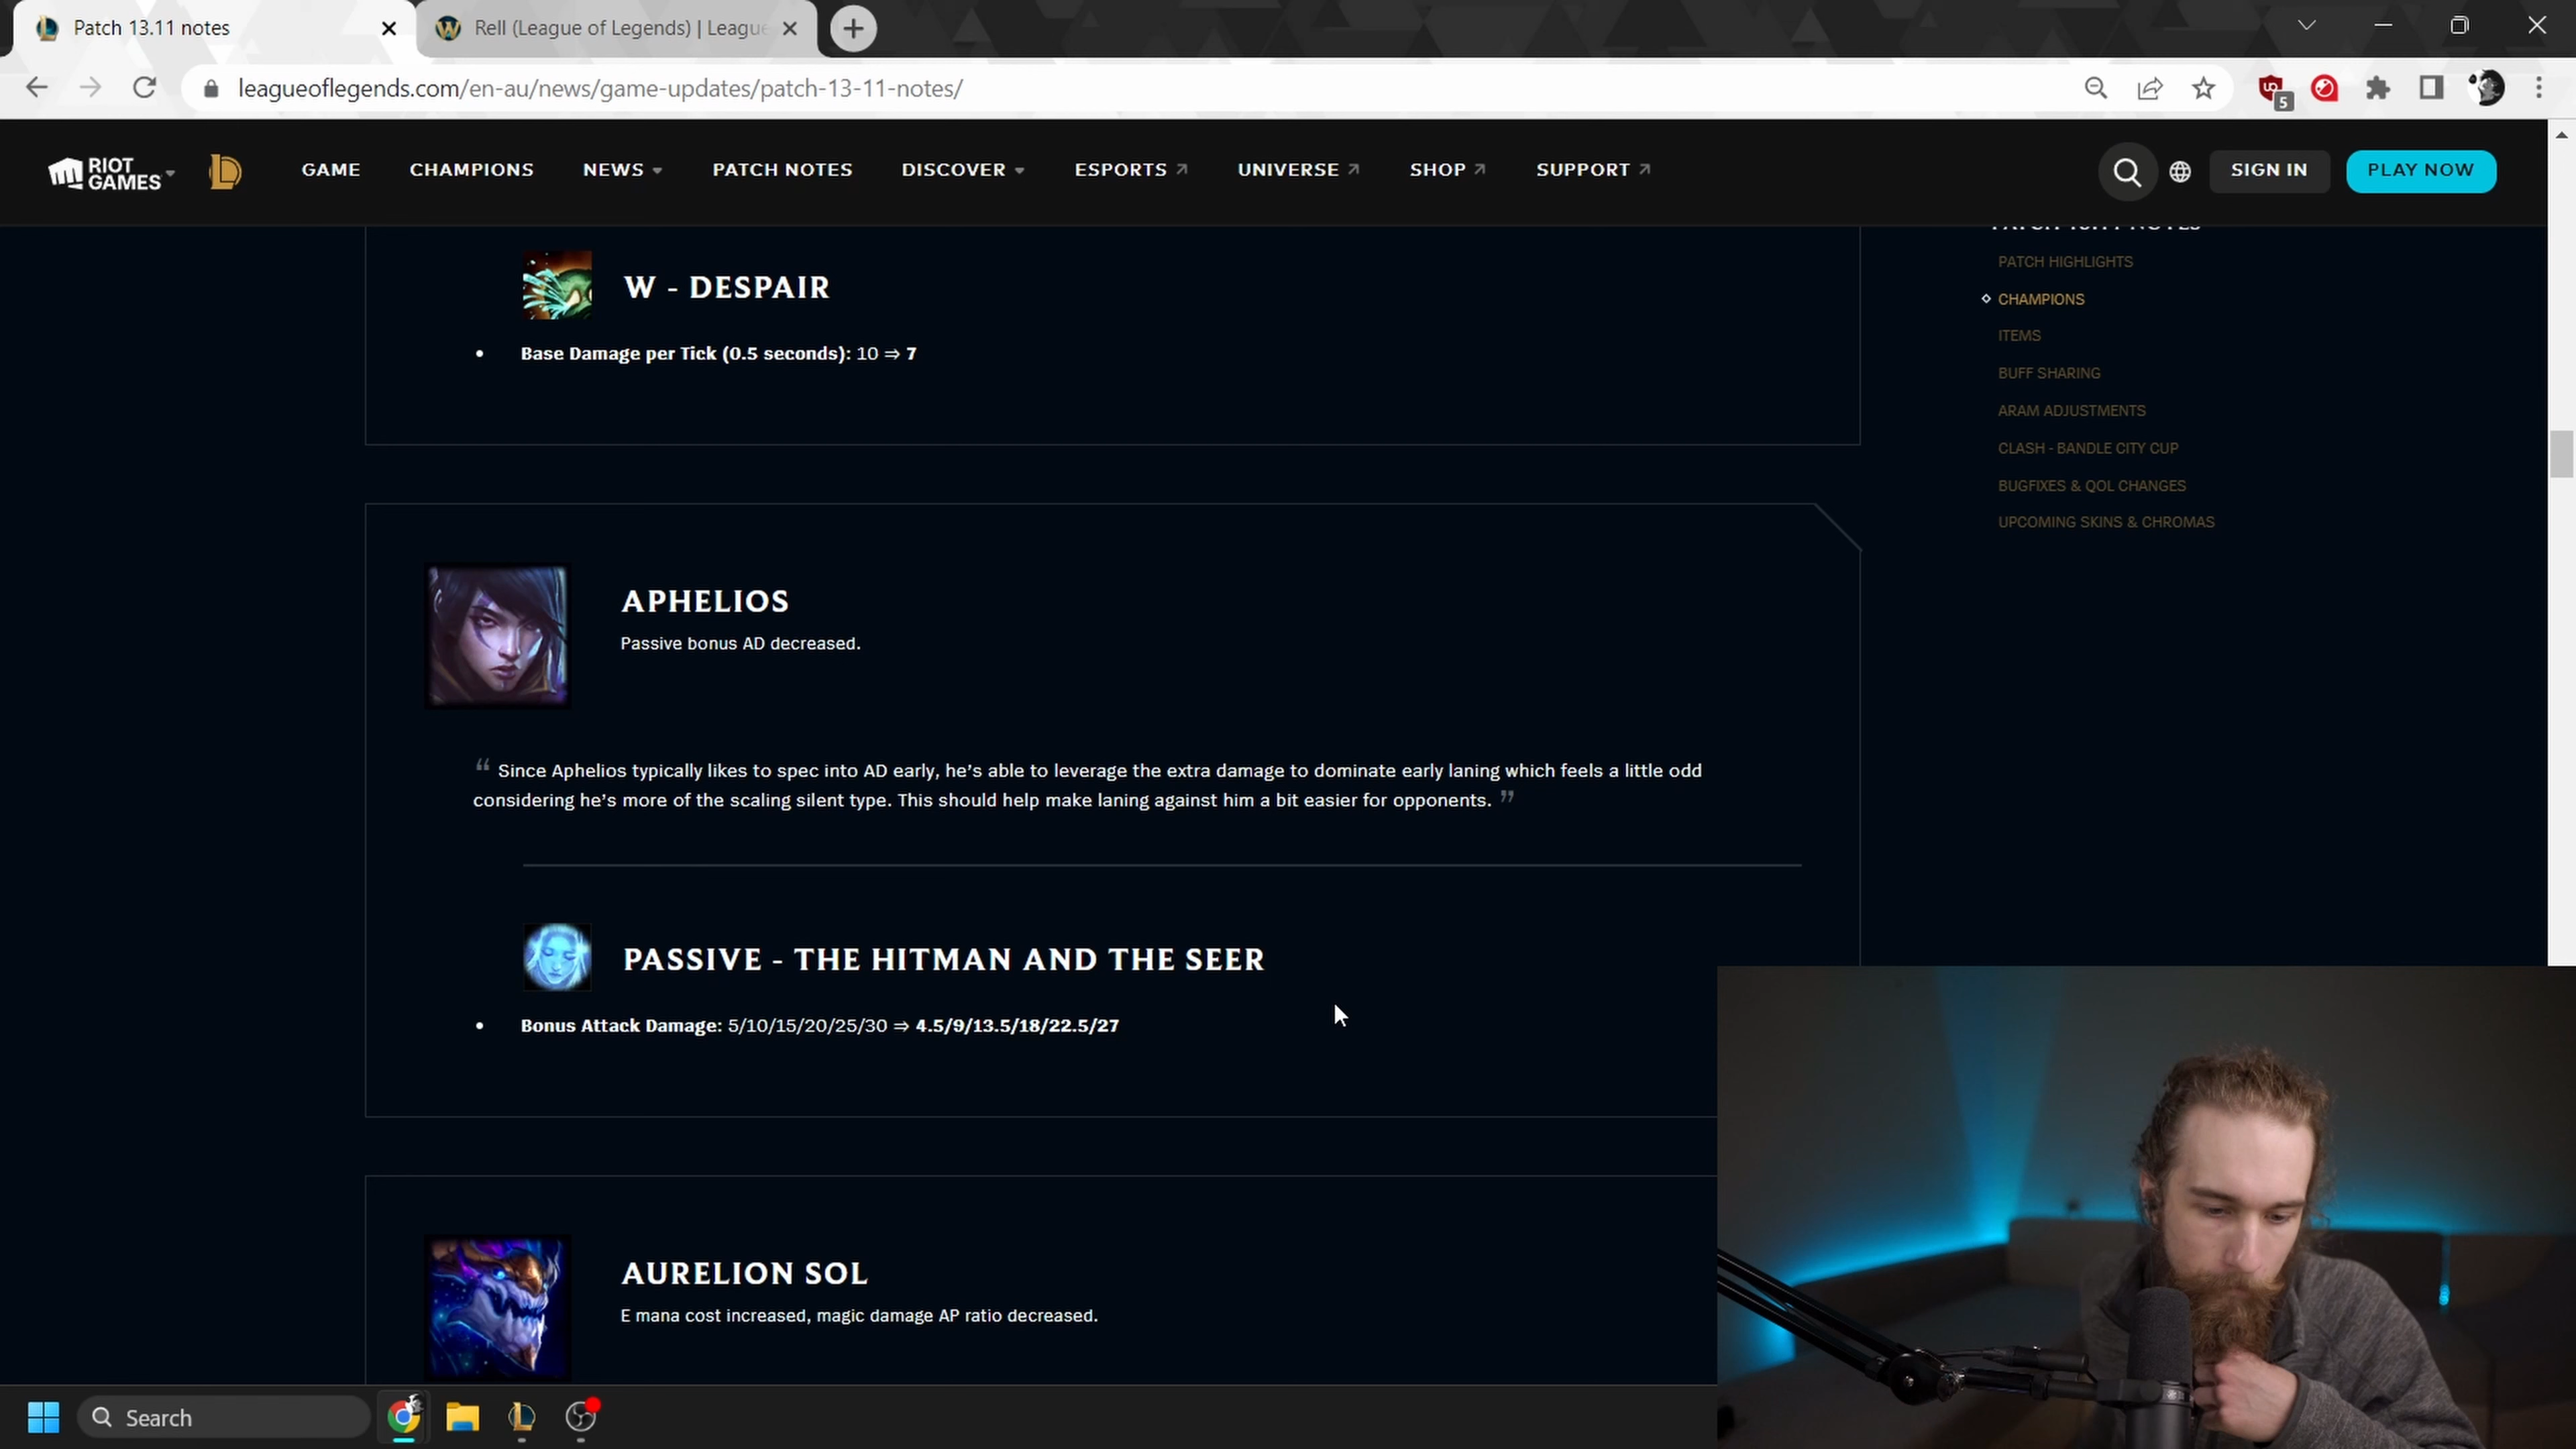 Patch 13.11 notes
Rell (League of Legends) | League
leagueoflegends.com/en-au/news/game-updates/patch-13-11-notes/
5
RIOT GAMES
GAME
CHAMPIONS
NEWS
PATCH NOTES
DISCOVER
ESPORTS
UNIVERSE
SHOP
SUPPORT
SIGN IN
PLAY NOW
W - DESPAIR
• Base Damage per Tick (0.5 seconds): 10 ⇒ 7
APHELIOS
Passive bonus AD decreased.
“ Since Aphelios typically likes to spec into AD early, he’s able to leverage the extra damage to dominate early laning which feels a little odd
considering he’s more of the scaling silent type. This should help make laning against him a bit easier for opponents. ”
PASSIVE - THE HITMAN AND THE SEER
• Bonus Attack Damage: 5/10/15/20/25/30 ⇒ 4.5/9/13.5/18/22.5/27
AURELION SOL
E mana cost increased, magic damage AP ratio decreased.
PATCH 13.11 NOTES
PATCH HIGHLIGHTS
CHAMPIONS
ITEMS
BUFF SHARING
ARAM ADJUSTMENTS
CLASH - BANDLE CITY CUP
BUGFIXES & QOL CHANGES
UPCOMING SKINS & CHROMAS
Search